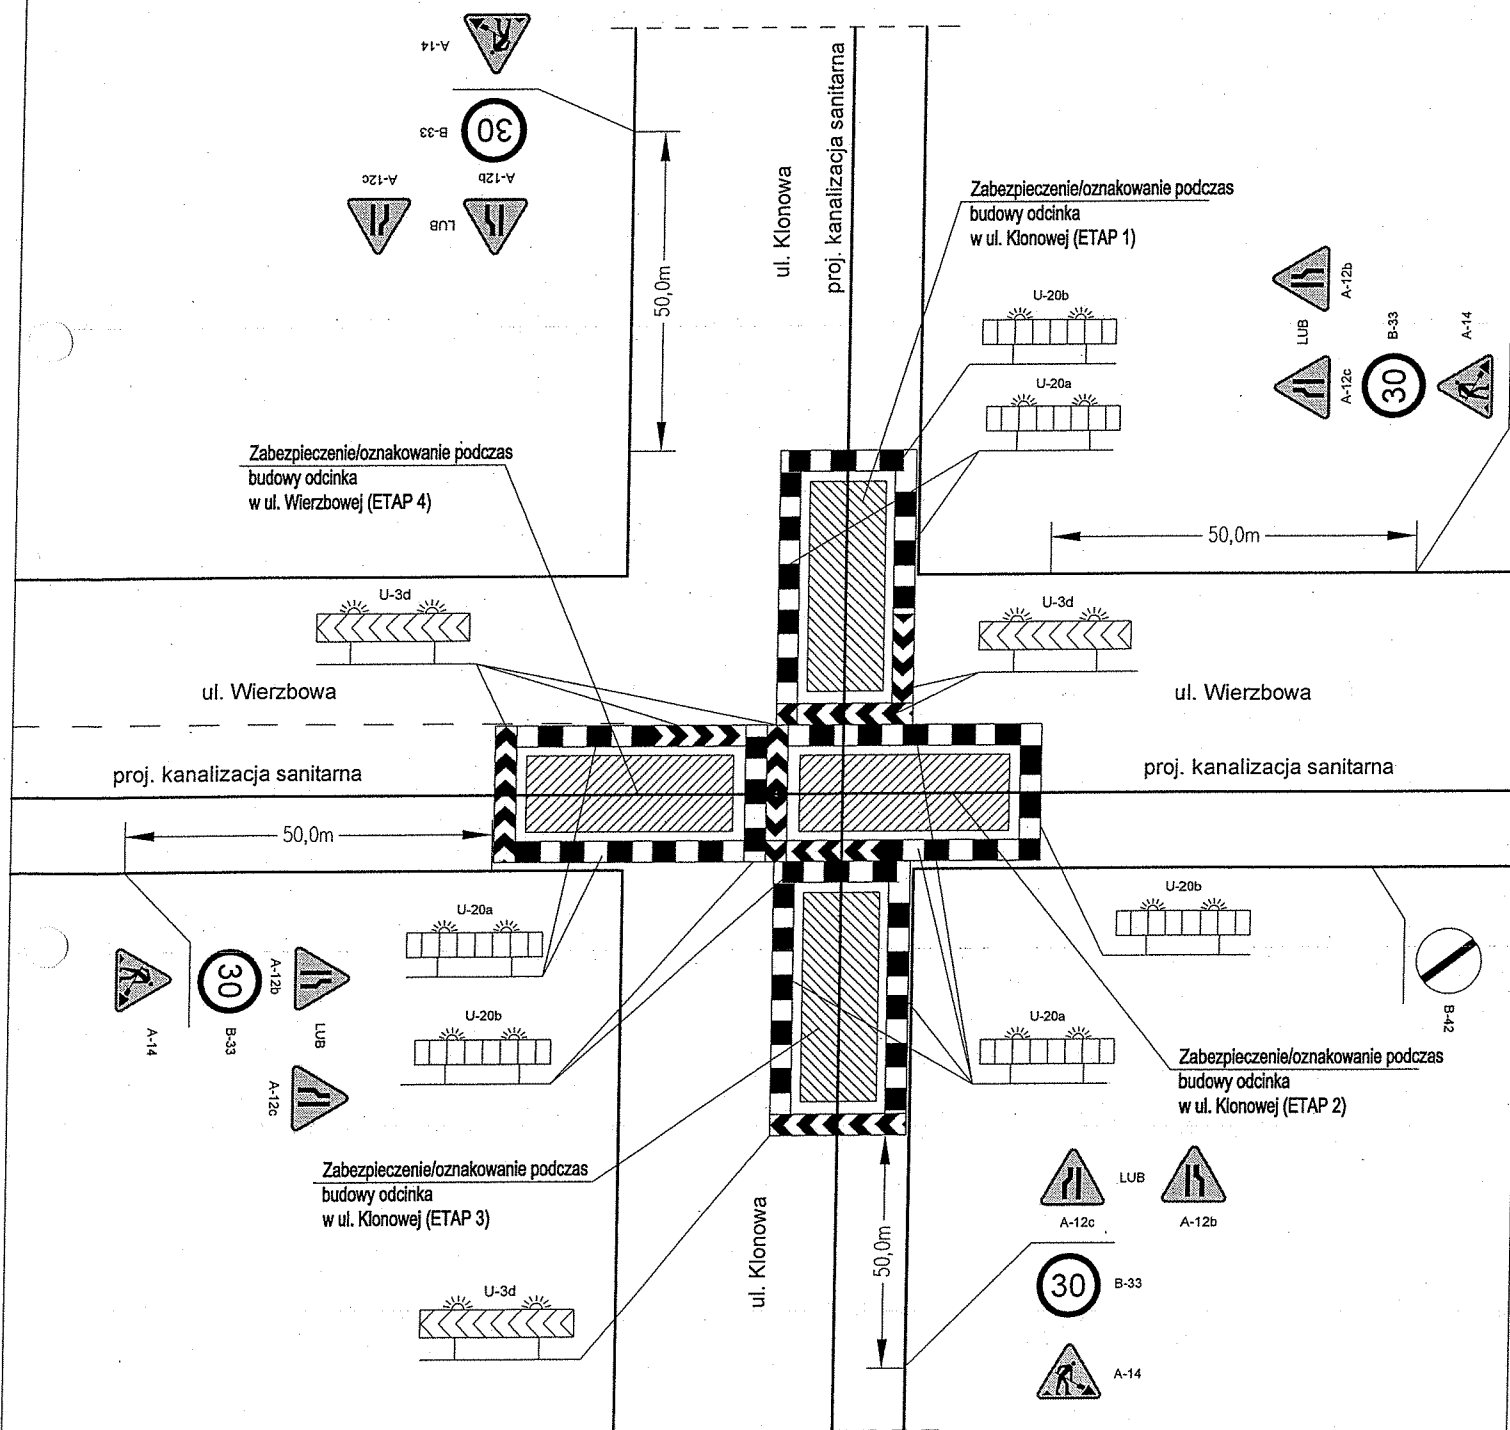 A-14
30
B-33
A-12c
A-12b
LUB
50,0m
ul. Klonowa
proj. kanalizacja sanitarna
Zabezpieczenie/oznakowanie podczas
budowy odcinka
w ul. Klonowej (ETAP 1)
U-20b
U-20a
A-12b
LUB
A-12c
B-33
30
A-14
50,0m
Zabezpieczenie/oznakowanie podczas
budowy odcinka
w ul. Wierzbowej (ETAP 4)
U-3d
U-3d
ul. Wierzbowa
ul. Wierzbowa
proj. kanalizacja sanitarna
proj. kanalizacja sanitarna
50,0m
U-20a
U-20b
A-14
30
B-33
A-12b
LUB
A-12c
U-20b
U-20a
B-42
Zabezpieczenie/oznakowanie podczas
budowy odcinka
w ul. Klonowej (ETAP 2)
Zabezpieczenie/oznakowanie podczas
budowy odcinka
w ul. Klonowej (ETAP 3)
U-3d
ul. Klonowa
50,0m
A-12c
LUB
A-12b
30
B-33
A-14